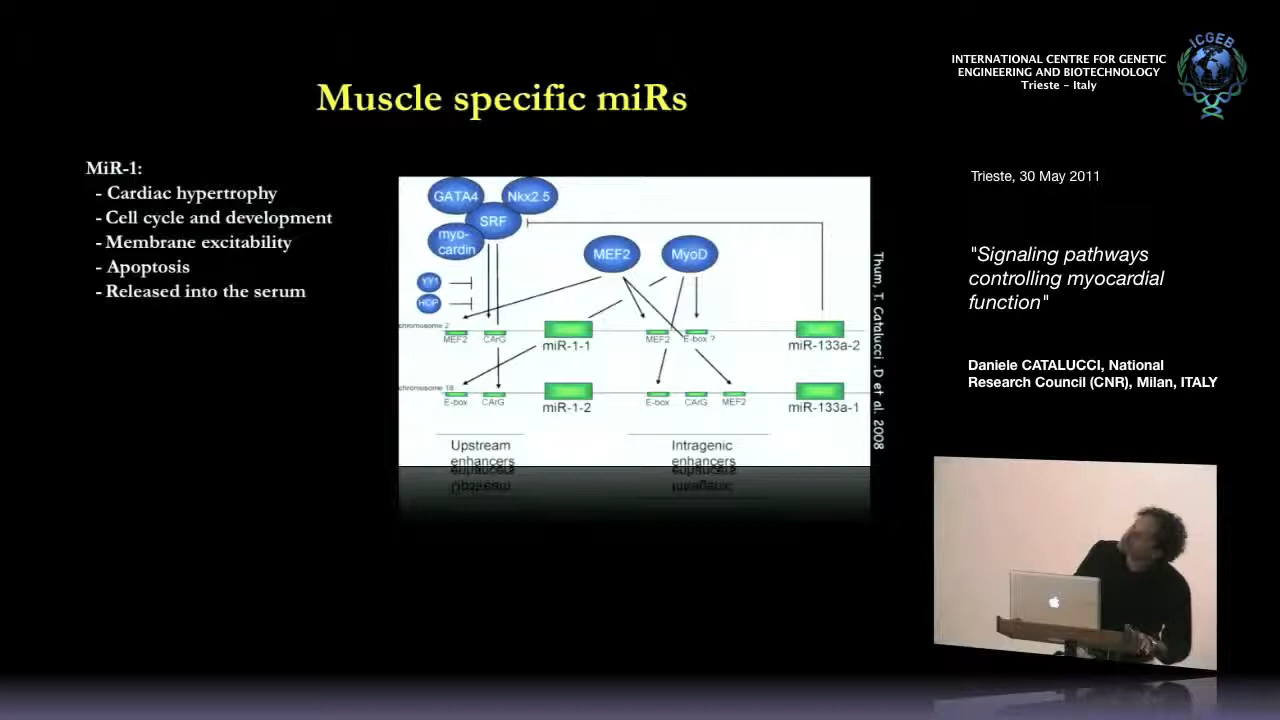 Muscle specific miRs
MiR-1:
- Cardiac hypertrophy
- Cell cycle and development
- Membrane excitability
- Apoptosis
- Released into the serum
GATA4
Nkx2.5
SRF
myo-
cardin
MEF2
MyoD
YY1
HOP
chromosome 2
MEF2
CArG
miR-1-1
MEF2
E-box ?
miR-133a-2
chromosome 18
E-box
CArG
miR-1-2
E-box
CArG
MEF2
miR-133a-1
Upstream
enhancers
Intragenic
enhancers
Thum, T. Catalucci .D et al. 2008
INTERNATIONAL CENTRE FOR GENETIC
ENGINEERING AND BIOTECHNOLOGY
Trieste - Italy
ICGEB
Trieste, 30 May 2011
"Signaling pathways
controlling myocardial
function"
Daniele CATALUCCI, National
Research Council (CNR), Milan, ITALY